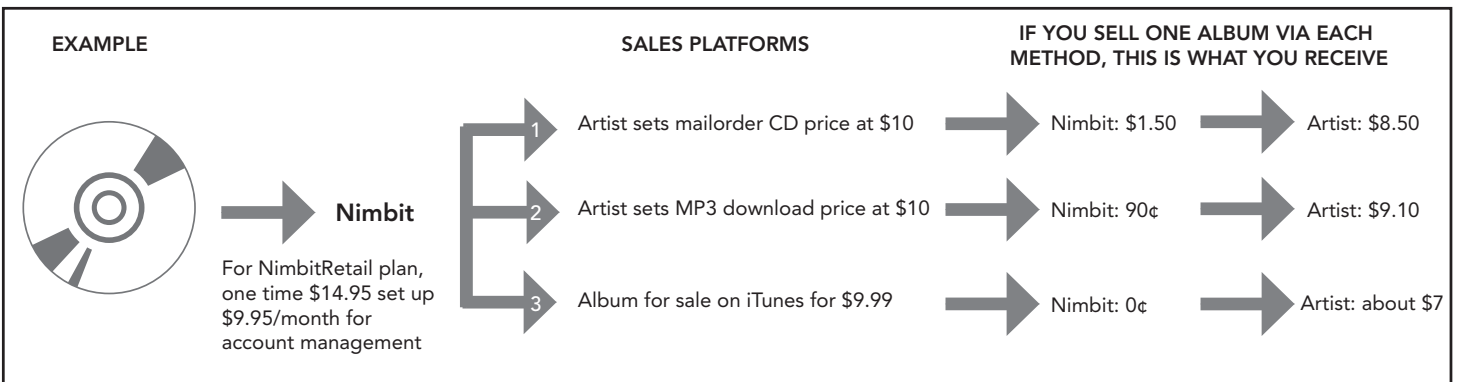 EXAMPLE
SALES PLATFORMS
IF YOU SELL ONE ALBUM VIA EACH
METHOD, THIS IS WHAT YOU RECEIVE
1
Artist sets mailorder CD price at $10
Nimbit: $1.50
Artist: $8.50
Nimbit
2
Artist sets MP3 download price at $10
Nimbit: 90¢
Artist: $9.10
For NimbitRetail plan,
one time $14.95 set up
$9.95/month for
account management
3
Album for sale on iTunes for $9.99
Nimbit: 0¢
Artist: about $7